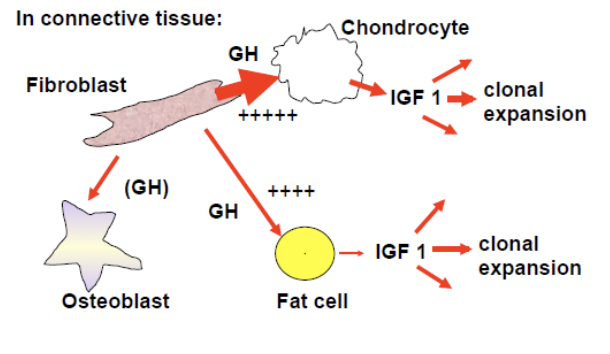 In connective tissue:
Chondrocyte
GH
Fibroblast
IGF 1
clonal
expansion
+++++
(GH)
++++
GH
IGF 1
clonal
expansion
Osteoblast
Fat cell